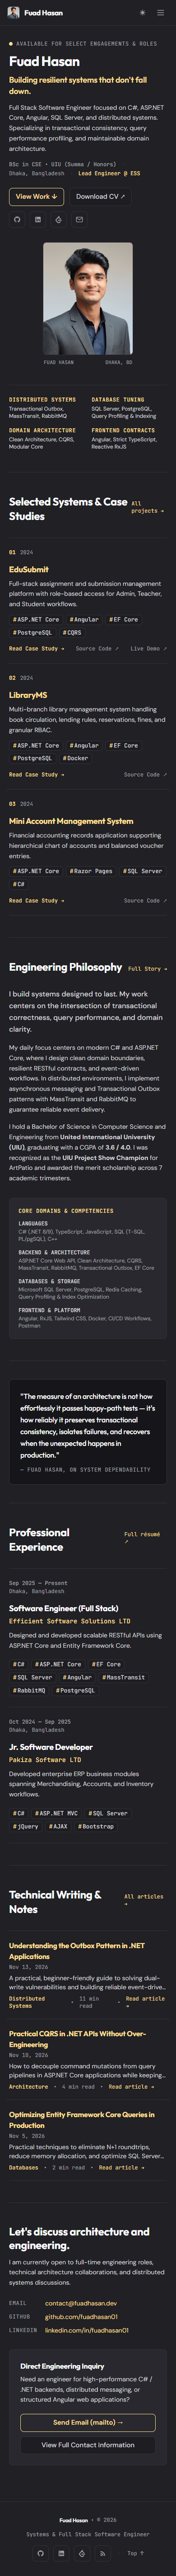 Fuad Hasan
AVAILABLE FOR SELECT ENGAGEMENTS & ROLES
Fuad Hasan
Building resilient systems that don't fall
down.
Full Stack Software Engineer focused on C#, ASP.NET
Core, Angular, SQL Server, and distributed systems.
Specializing in transactional consistency, query
performance profiling, and maintainable domain
architecture.
BSc in CSE • UIU (Summa / Honors)
Dhaka, Bangladesh
Lead Engineer @ ESS
View Work ↓
Download CV ↗
FUAD HASAN
DHAKA, BD
DISTRIBUTED SYSTEMS
Transactional Outbox,
MassTransit, RabbitMQ
DATABASE TUNING
SQL Server, PostgreSQL,
Query Profiling & Indexing
DOMAIN ARCHITECTURE
Clean Architecture, CQRS,
Modular Core
FRONTEND CONTRACTS
Angular, Strict TypeScript,
Reactive RxJS
Selected Systems & Case
Studies
All
projects →
01 2024
EduSubmit
Full-stack assignment and submission management
platform with role-based access for Admin, Teacher,
and Student workflows.
#ASP.NET Core #Angular #EF Core
#PostgreSQL #CQRS
Read Case Study →
Source Code ↗
Live Demo ↗
02 2024
LibraryMS
Multi-branch library management system handling
book circulation, lending rules, reservations, fines, and
granular RBAC.
#ASP.NET Core #Angular #EF Core
#PostgreSQL #Docker
Read Case Study →
Source Code ↗
03 2024
Mini Account Management System
Financial accounting records application supporting
hierarchical chart of accounts and balanced voucher
entries.
#ASP.NET Core #Razor Pages #SQL Server
#C#
Read Case Study →
Source Code ↗
Engineering Philosophy
Full Story →
I build systems designed to last. My work
centers on the intersection of transactional
correctness, query performance, and domain
clarity.
My daily focus centers on modern C# and ASP.NET
Core, where I design clean domain boundaries,
resilient RESTful contracts, and event-driven
workflows. In distributed environments, I implement
asynchronous messaging and Transactional Outbox
patterns with MassTransit and RabbitMQ to
guarantee reliable event delivery.
I hold a Bachelor of Science in Computer Science and
Engineering from United International University
(UIU), graduating with a CGPA of 3.6 / 4.0. I was
recognized as the UIU Project Show Champion for
ArtPatio and awarded the merit scholarship across 7
academic trimesters.
CORE DOMAINS & COMPETENCIES
LANGUAGES
C# (.NET 8/9), TypeScript, JavaScript, SQL (T-SQL,
PL/pgSQL), C++
BACKEND & ARCHITECTURE
ASP.NET Core Web API, Clean Architecture, CQRS,
MassTransit, RabbitMQ, Transactional Outbox, EF Core
DATABASES & STORAGE
Microsoft SQL Server, PostgreSQL, Redis Caching,
Query Profiling & Index Optimization
FRONTEND & PLATFORM
Angular, RxJS, Tailwind CSS, Docker, CI/CD Workflows,
Postman
"The measure of an architecture is not how
effortlessly it passes happy-path tests — it's
how reliably it preserves transactional
consistency, isolates failures, and recovers
when the unexpected happens in
production."
— FUAD HASAN, ON SYSTEM DEPENDABILITY
Professional
Experience
Full résumé
↗
Sep 2025 — Present
Dhaka, Bangladesh
Software Engineer (Full Stack)
Efficient Software Solutions LTD
Designed and developed scalable RESTful APIs using
ASP.NET Core and Entity Framework Core.
#C# #ASP.NET Core #EF Core
#SQL Server #Angular #MassTransit
#RabbitMQ #PostgreSQL
Oct 2024 — Sep 2025
Dhaka, Bangladesh
Jr. Software Developer
Pakiza Software LTD
Developed enterprise ERP business modules
spanning Merchandising, Accounts, and Inventory
workflows.
#C# #ASP.NET MVC #SQL Server
#jQuery #AJAX #Bootstrap
Technical Writing &
Notes
All articles
→
Understanding the Outbox Pattern in .NET
Applications
Nov 13, 2026
A practical, beginner-friendly guide to solving dual-
write vulnerabilities and building reliable event-drive...
Distributed
Systems
• 11 min
read
• Read article
→
Practical CQRS in .NET APIs Without Over-
Engineering
Nov 10, 2026
How to decouple command mutations from query
pipelines in ASP.NET Core applications while keeping...
Architecture • 4 min read • Read article →
Optimizing Entity Framework Core Queries in
Production
Nov 5, 2026
Practical techniques to eliminate N+1 roundtrips,
reduce memory allocation, and optimize SQL Server...
Databases • 2 min read • Read article →
Let's discuss architecture and
engineering.
I am currently open to full-time engineering roles,
technical architecture collaborations, and distributed
systems discussions.
EMAIL contact@fuadhasan.dev
GITHUB github.com/fuadhasan01
LINKEDIN linkedin.com/in/fuadhasan01
Direct Engineering Inquiry
Need an engineer for high-performance C# /
.NET backends, distributed messaging, or
structured Angular web applications?
Send Email (mailto) →
View Full Contact Information
Fuad Hasan • © 2026
Systems & Full Stack Software Engineer
Top ↑